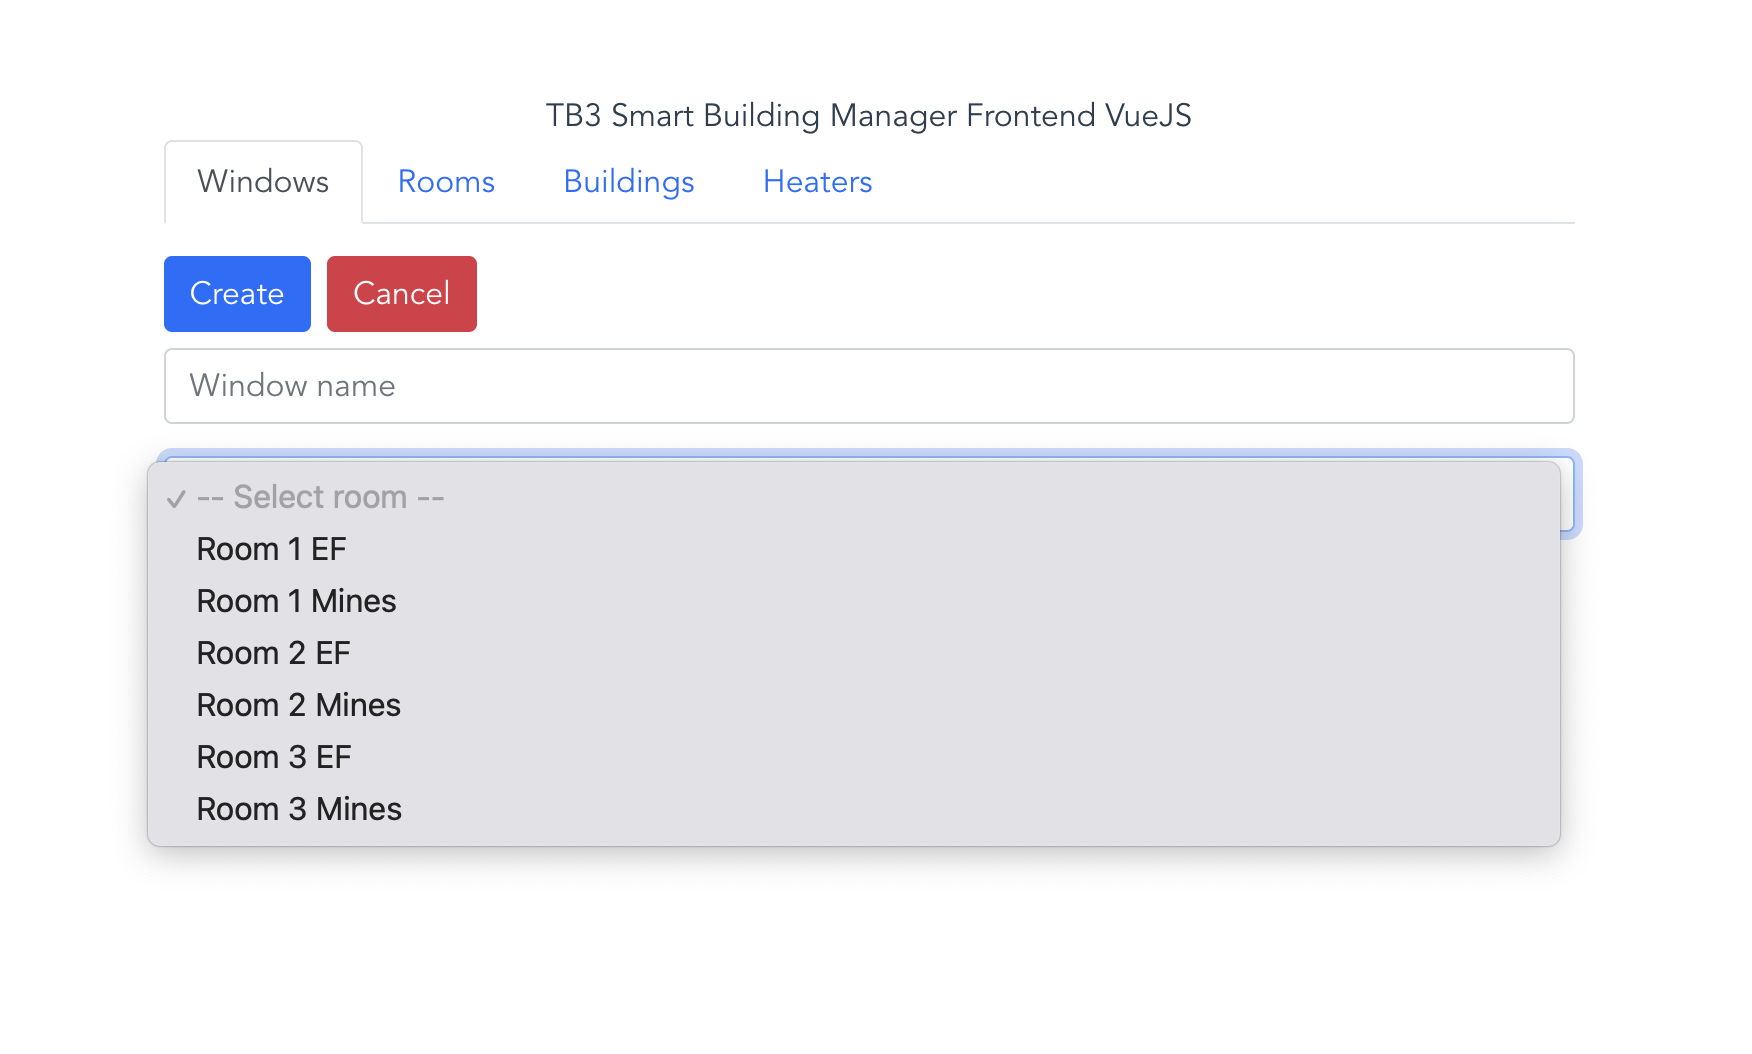 TB3 Smart Building Manager Frontend VueJS
Windows Rooms Buildings Heaters
Create Cancel
Window name
-- Select room --
Room 1 EF
Room 1 Mines
Room 2 EF
Room 2 Mines
Room 3 EF
Room 3 Mines